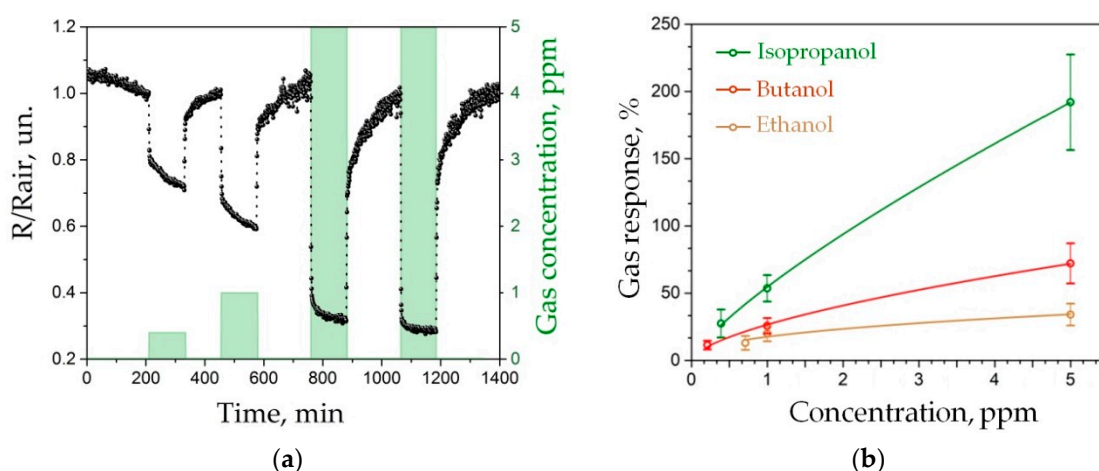 1.2
1.0
0.8
0.6
0.4
0.2
R/Rair, un.
0 200 400 600 800 1000 1200 1400
Time, min
5
4
3
2
1
0
Gas concentration, ppm
(a)
250
200
150
100
50
0
Gas response, %
Isopropanol
Butanol
Ethanol
0 1 2 3 4 5
Concentration, ppm
(b)